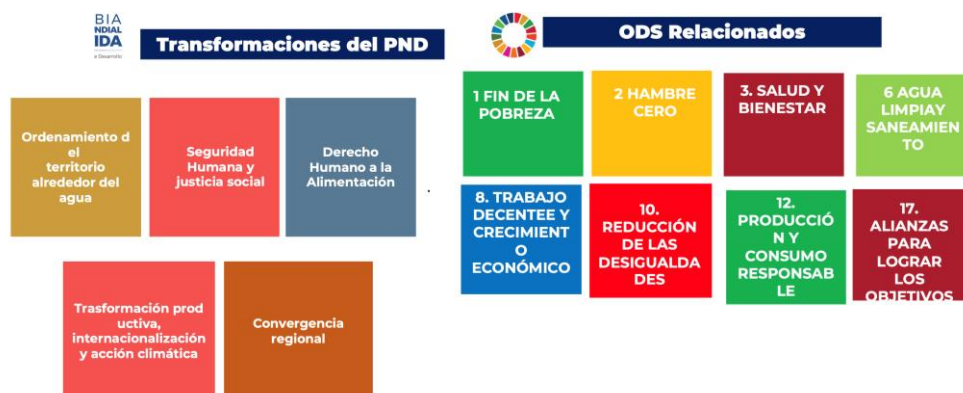 BIA
NDIAL
IDA
e Desarrollo
Transformaciones del PND
ODS Relacionados
Ordenamiento d
el
territorio
alrededor del
agua
Seguridad
Humana y
justicia social
Derecho
Humano a la
Alimentación
.
Trasformación prod
uctiva,
internacionalización
y acción climática
Convergencia
regional
1 FIN DE LA
POBREZA
2 HAMBRE
CERO
3. SALUD Y
BIENESTAR
6 AGUA
LIMPIAY
SANEAMIEN
TO
8. TRABAJO
DECENTEE Y
CRECIMIENT
O
ECONÓMICO
10.
REDUCCIÓN
DE LAS
DESIGUALDA
DES
12.
PRODUCCIÓ
N Y
CONSUMO
RESPONSAB
LE
17.
ALIANZAS
PARA
LOGRAR
LOS
OBJETIVOS